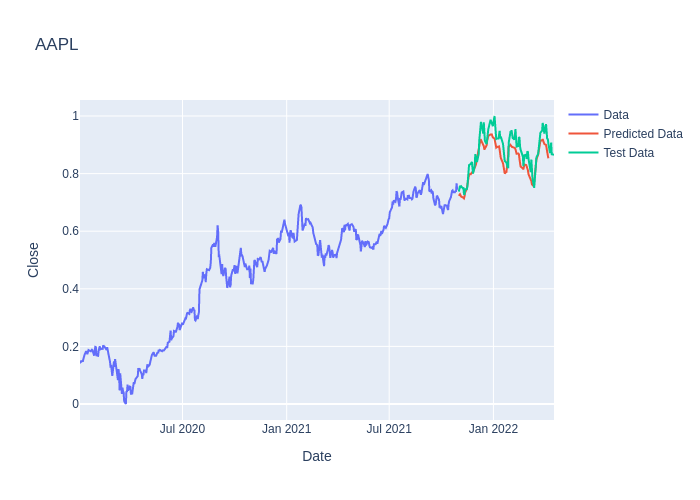 AAPL
1
0.8
0.6
0.4
0.2
0
Close
Jul 2020
Jan 2021
Jul 2021
Jan 2022
Date
Data
Predicted Data
Test Data